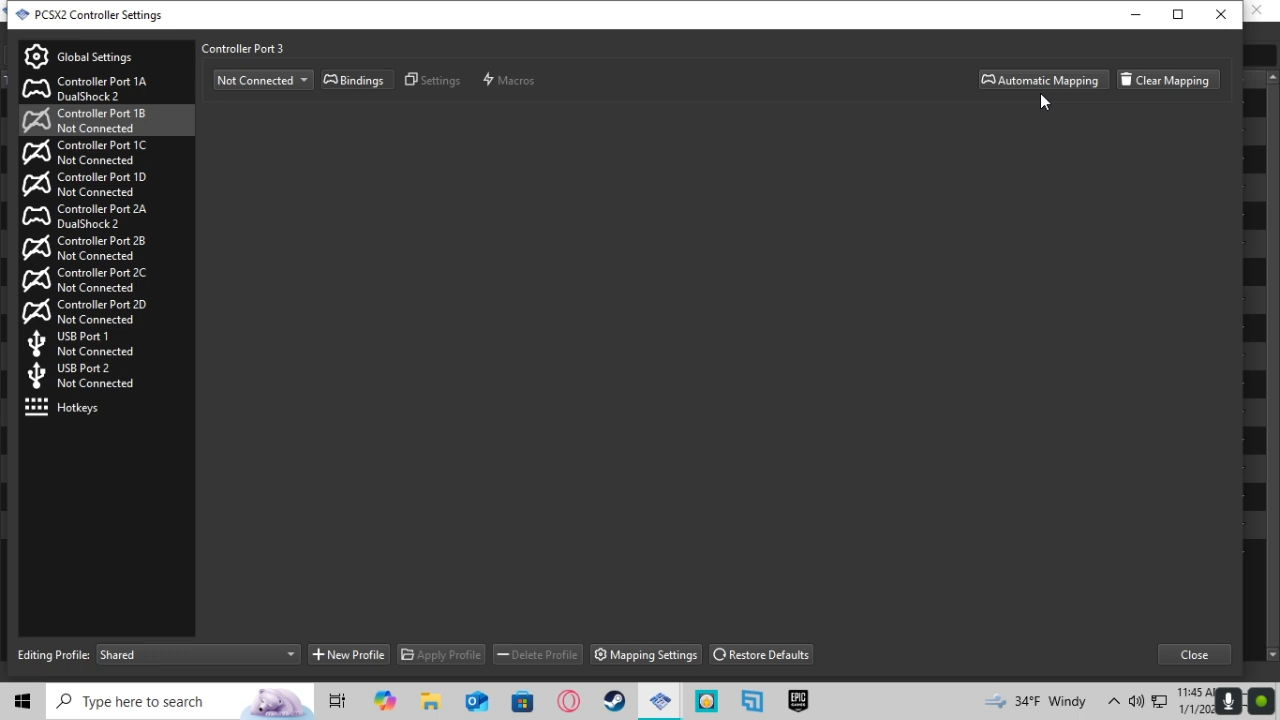 PCSX2 Controller Settings
Global Settings
Controller Port 1A
DualShock 2
Controller Port 1B
Not Connected
Controller Port 1C
Not Connected
Controller Port 1D
Not Connected
Controller Port 2A
DualShock 2
Controller Port 2B
Not Connected
Controller Port 2C
Not Connected
Controller Port 2D
Not Connected
USB Port 1
Not Connected
USB Port 2
Not Connected
Hotkeys
Controller Port 3
Not Connected Bindings Settings Macros Automatic Mapping Clear Mapping
Editing Profile: Shared New Profile Apply Profile Delete Profile Mapping Settings Restore Defaults Close
Type here to search
EPIC GAMES
34°F Windy
11:45